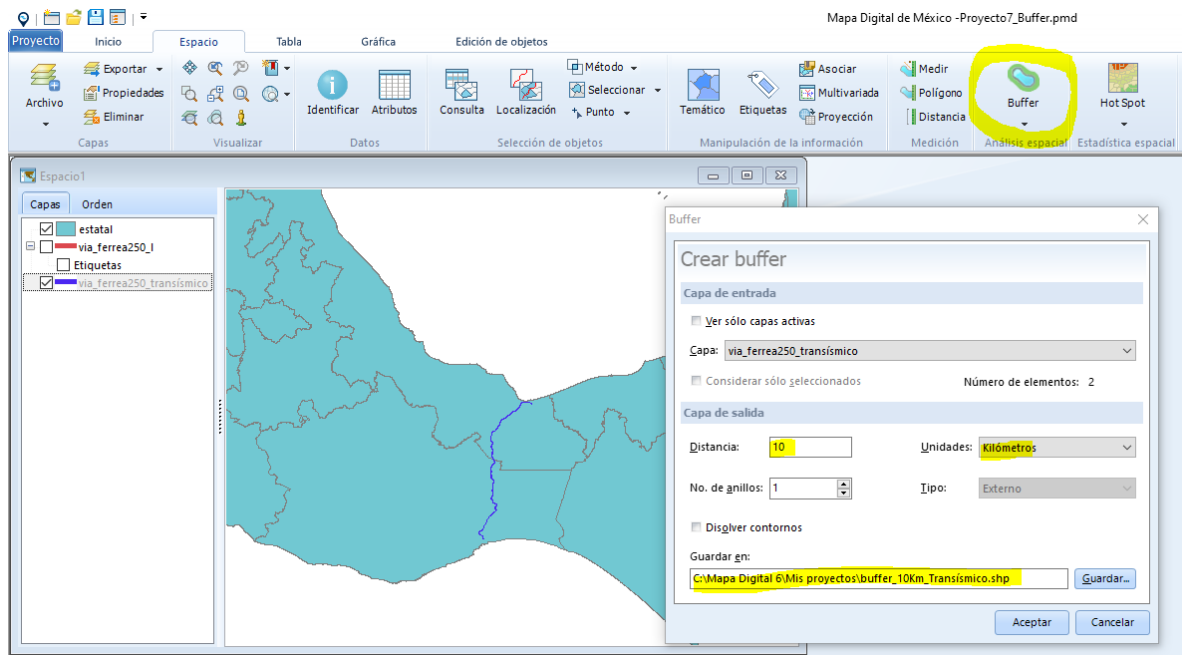 Mapa Digital de México -Proyecto7_Buffer.pmd
Proyecto Inicio Espacio Tabla Gráfica Edición de objetos
Archivo
Exportar
Propiedades
Eliminar
Identificar Atributos
Consulta Localización
Método
Seleccionar
Punto
Temático Etiquetas
Asociar
Multivariada
Proyección
Medir
Polígono
Distancia
Buffer
Hot Spot
Capas Visualizar Datos Selección de objetos Manipulación de la información Medición Análisis espacial Estadística espacial
Espacio1
Capas Orden
estatal
via_ferrea250_l
Etiquetas
via_ferrea250_transísmico
Buffer
Crear buffer
Capa de entrada
Ver sólo capas activas
Capa: via_ferrea250_transísmico
Considerar sólo seleccionados Número de elementos: 2
Capa de salida
Distancia: 10 Unidades: Kilómetros
No. de anillos: 1 Tipo: Externo
Disolver contornos
Guardar en:
C:\Mapa Digital 6\Mis proyectos\buffer_10Km_Transísmico.shp Guardar...
Aceptar Cancelar